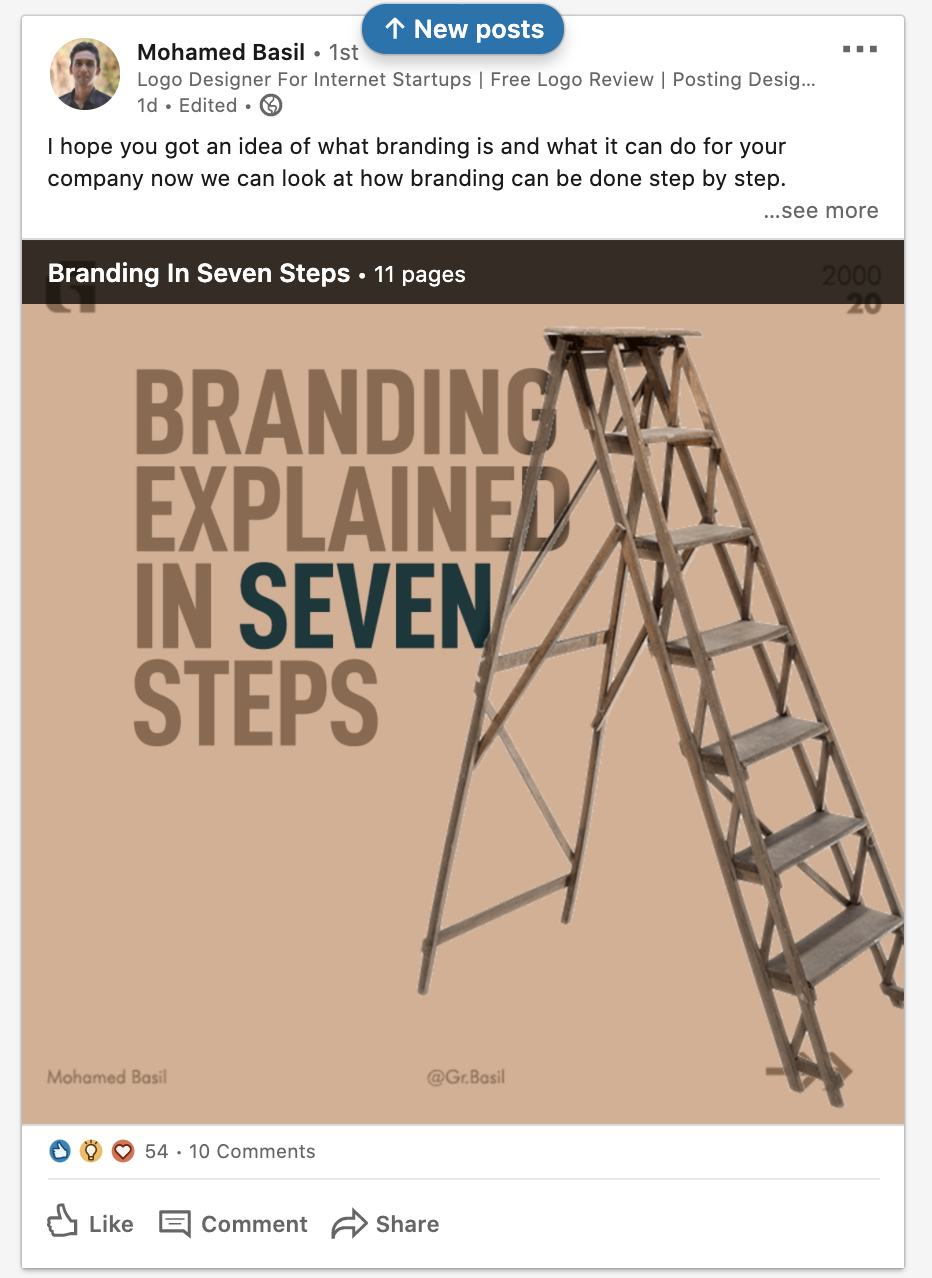 New posts
Mohamed Basil • 1st
Logo Designer For Internet Startups | Free Logo Review | Posting Desig...
1d • Edited •
I hope you got an idea of what branding is and what it can do for your
company now we can look at how branding can be done step by step.
...see more
Branding In Seven Steps • 11 pages
2000
20
BRANDING
EXPLAINED
IN SEVEN
STEPS
Mohamed Basil
@Gr.Basil
54 • 10 Comments
Like
Comment
Share